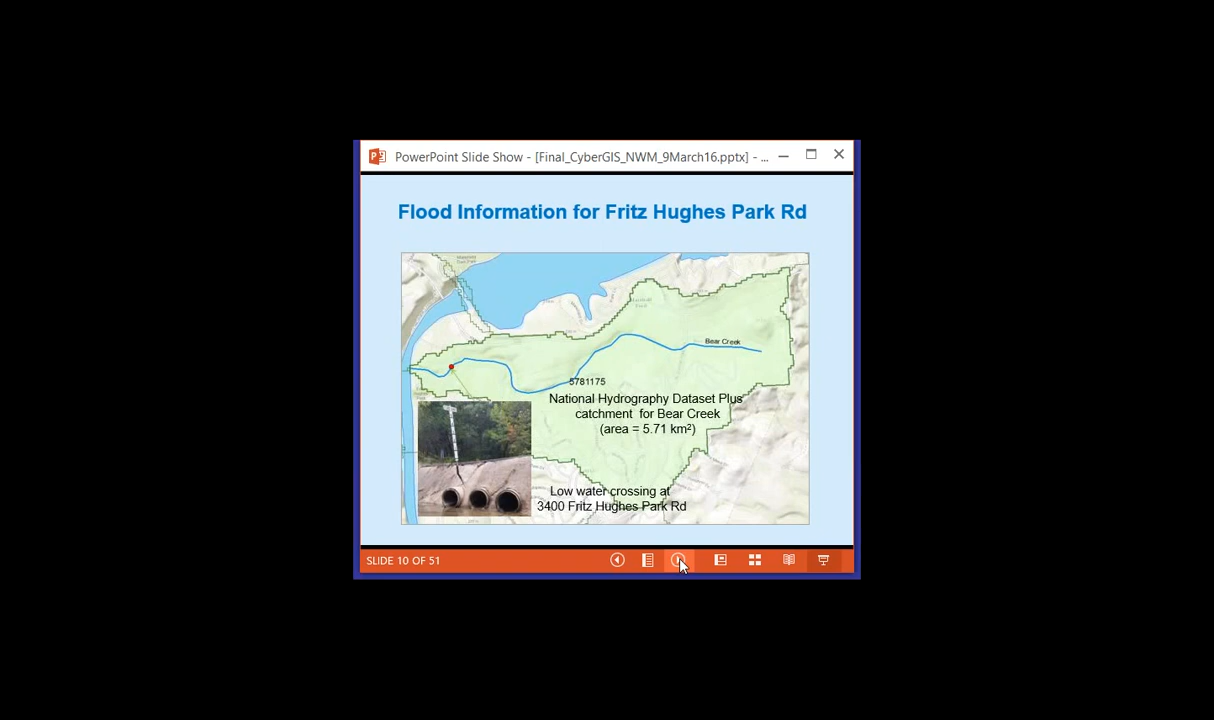 PowerPoint Slide Show - [Final_CyberGIS_NWM_9March16.pptx] - ...
Flood Information for Fritz Hughes Park Rd
Bear Creek
5781175
National Hydrography Dataset Plus
catchment for Bear Creek
(area = 5.71 km²)
Low water crossing at
3400 Fritz Hughes Park Rd
SLIDE 10 OF 51